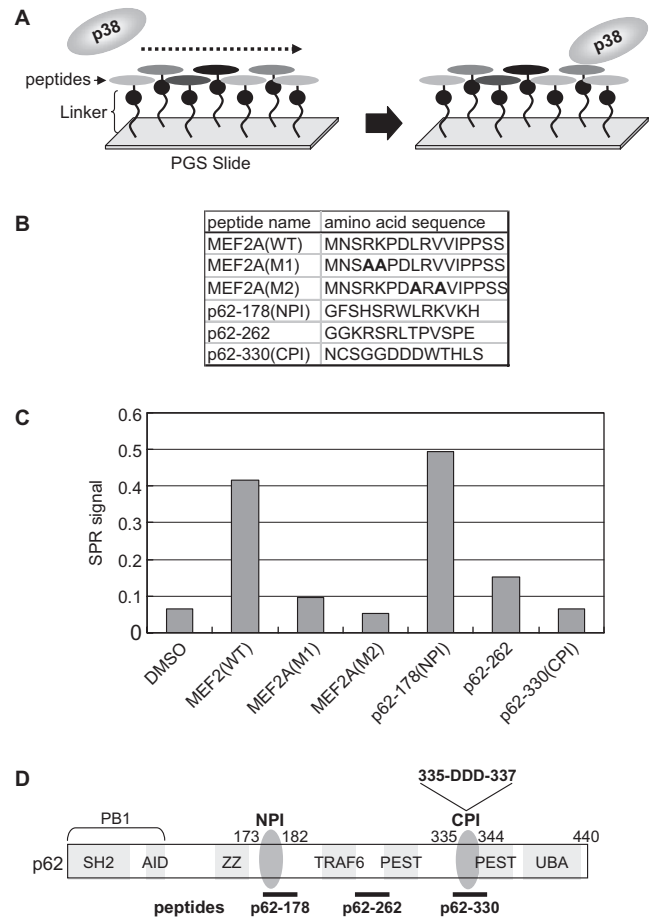 A
p38
p38
peptides
Linker
PGS Slide
B
peptide name amino acid sequence
MEF2A(WT) MNSRKPDLRVVIPPSS
MEF2A(M1) MNSAAPDLRVVIPPSS
MEF2A(M2) MNSRKPDARAVIPPSS
p62-178(NPI) GFSHSRWLRKVKH
p62-262 GGKRSRLTPVSPE
p62-330(CPI) NCSGGDDDWTHLS
C
0.6
0.5
0.4
0.3
0.2
0.1
0
SPR signal
DMSO
MEF2(WT)
MEF2A(M1)
MEF2A(M2)
p62-178(NPI)
p62-262
p62-330(CPI)
D
335-DDD-337
PB1 NPI CPI
173 182 335 344 440
p62 SH2 AID ZZ TRAF6 PEST PEST UBA
peptides p62-178 p62-262 p62-330